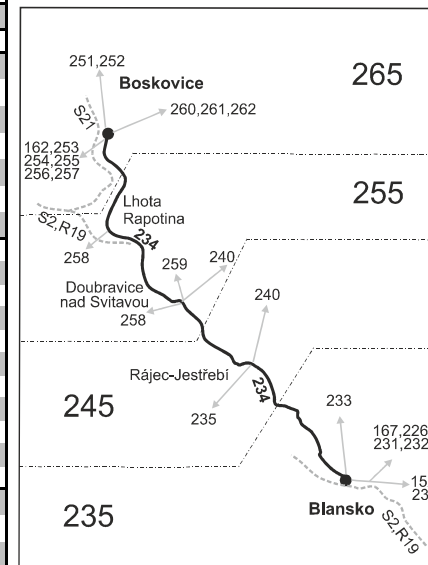 251,252
Boskovice
265
S21
260,261,262
162,253
254,255
256,257
255
Lhota
Rapotina
S2,R19
234
258
259
240
Doubravice
nad Svitavou
258
240
Rájec-Jestřebí
234
245
235
233
167,226
231,232
15
23
Blansko
S2,R19
235